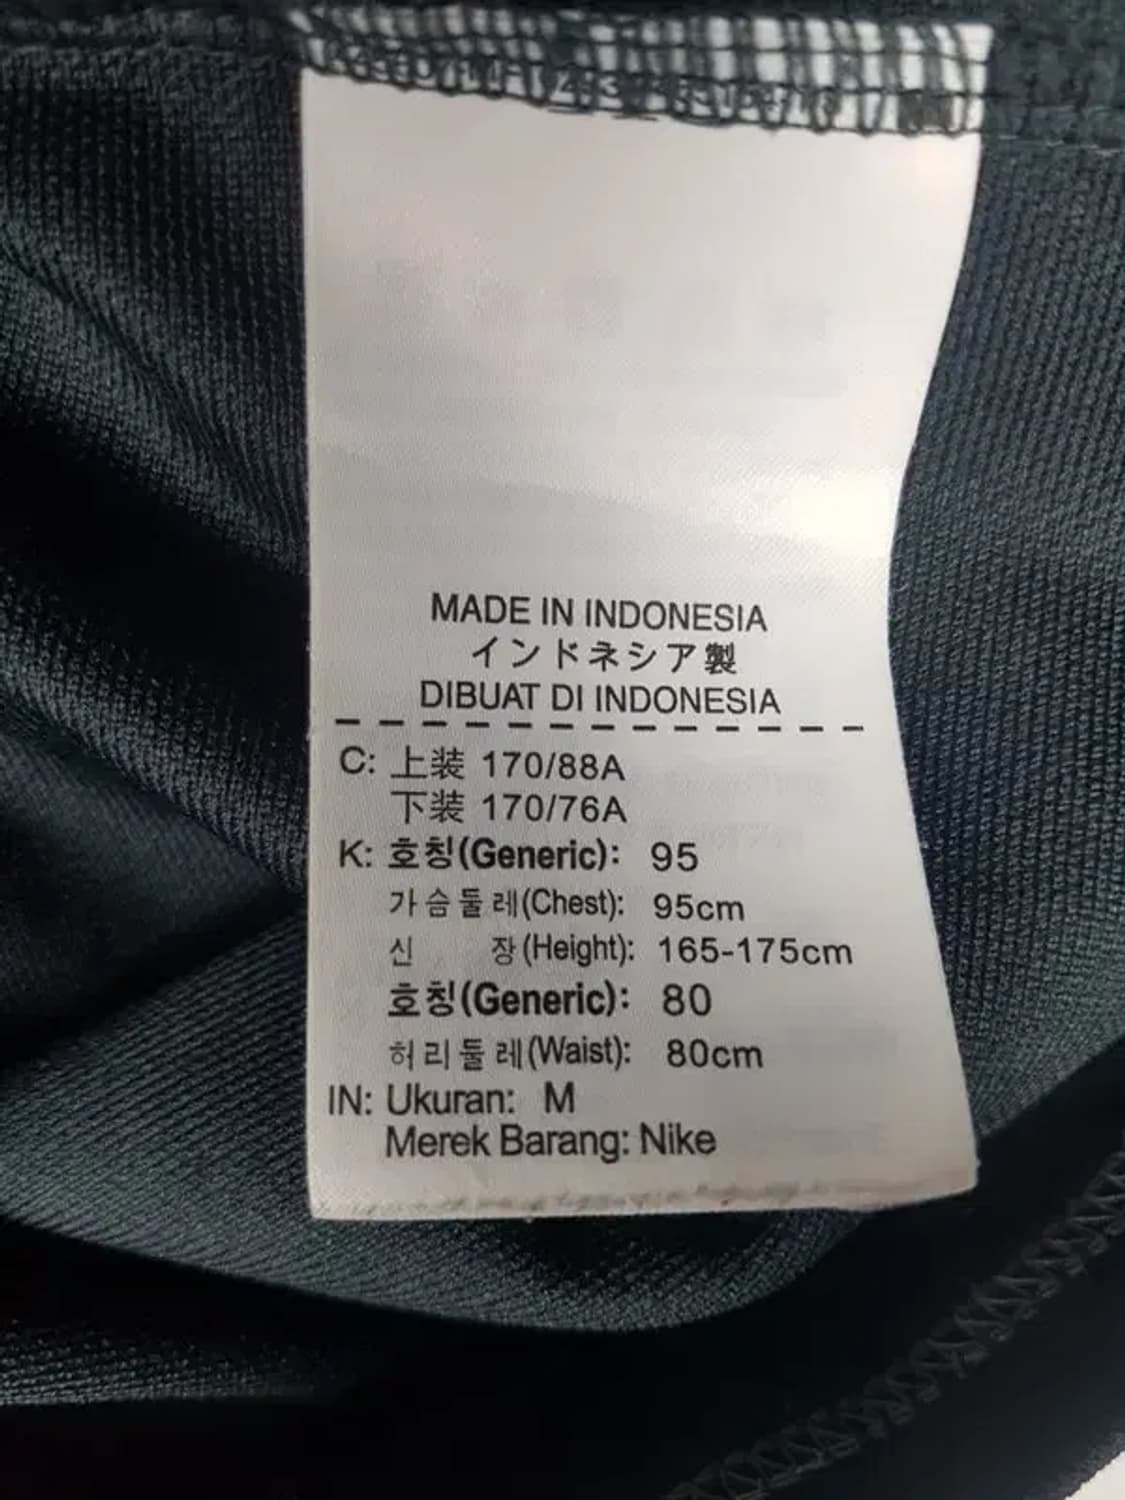 MADE IN INDONESIA
インドネシア製
DIBUAT DI INDONESIA
C: 上装 170/88A
下装 170/76A
K: 호칭(Generic): 95
가슴둘레(Chest): 95cm
신 장(Height): 165-175cm
호칭(Generic): 80
허리둘레(Waist): 80cm
IN: Ukuran: M
Merek Barang: Nike